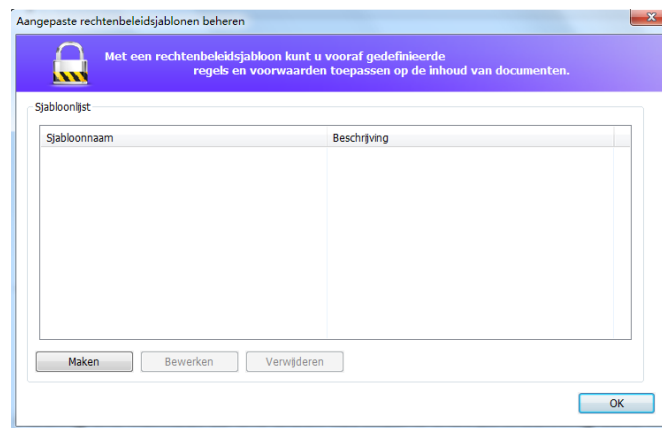 Aangepaste rechtenbeleidsjablonen beheren
Met een rechtenbeleidsjabloon kunt u vooraf gedefinieerde
regels en voorwaarden toepassen op de inhoud van documenten.
Sjabloonlijst
Sjabloonnaam Beschrijving
Maken Bewerken Verwijderen
OK